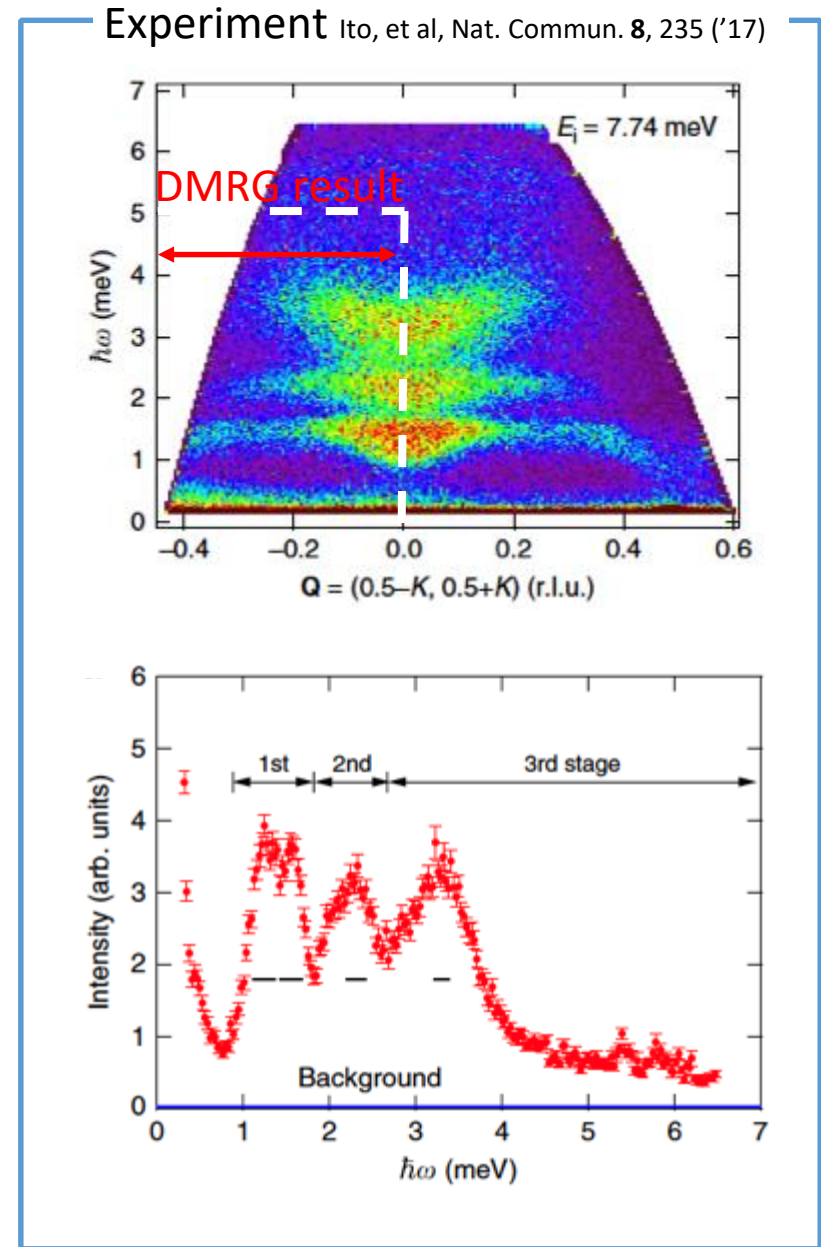 Experiment Ito, et al, Nat. Commun. 8, 235 ('17)
7
6
5
4
3
2
1
0
ħω (meV)
Ei = 7.74 meV
DMRG result
−0.4 −0.2 0.0 0.2 0.4 0.6
Q = (0.5–K, 0.5+K) (r.l.u.)
6
5
4
3
2
1
0
Intensity (arb. units)
1st 2nd 3rd stage
Background
0 1 2 3 4 5 6 7
ħω (meV)